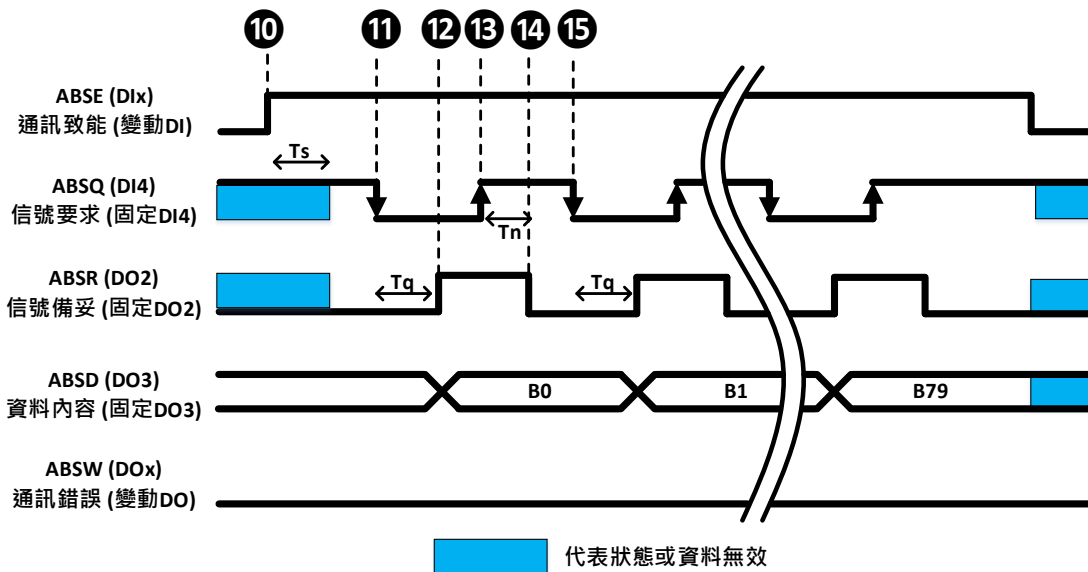 10 11 12 13 14 15
ABSE (DIx)
通訊致能 (變動DI)
Ts
ABSQ (DI4)
信號要求 (固定DI4)
Tn
ABSR (DO2)
信號備妥 (固定DO2)
Tq Tq
ABSD (DO3)
資料內容 (固定DO3)
B0 B1 B79
ABSW (DOx)
通訊錯誤 (變動DO)
代表狀態或資料無效